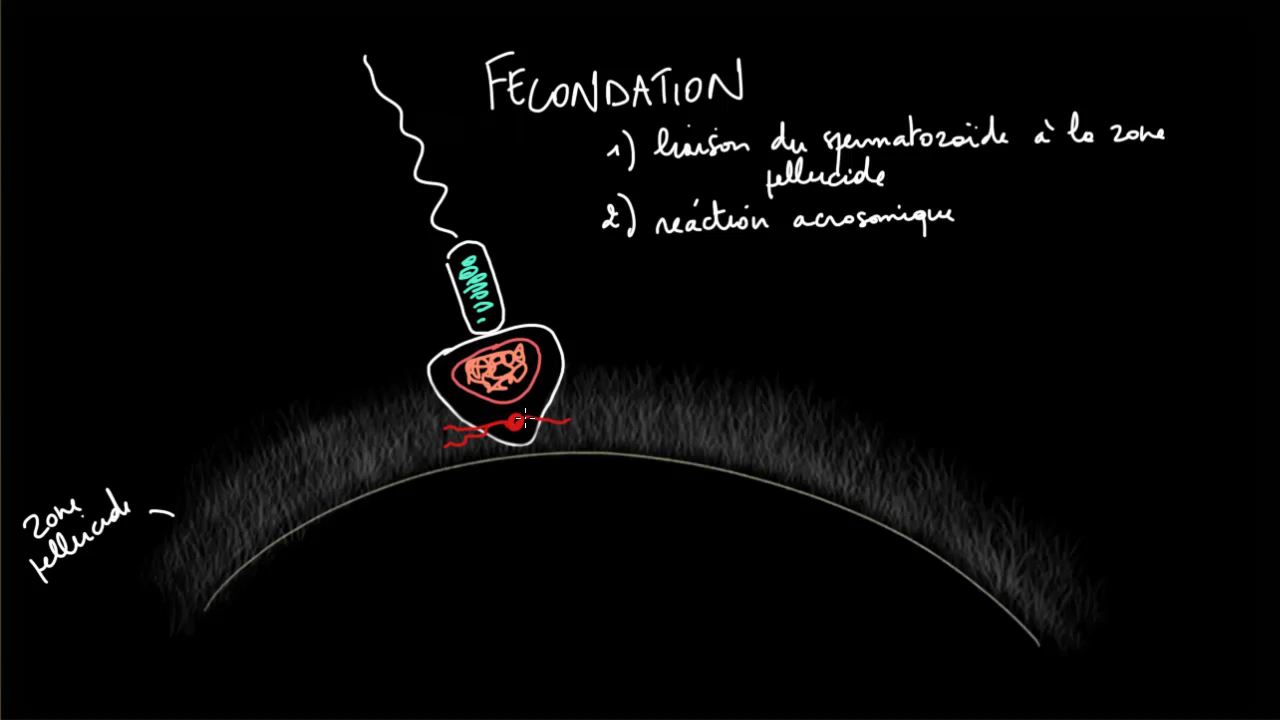 FECONDATION
1) liaison du spermatozoïde à la zone
pellucide
2) réaction acrosomique
Zone
pellucide